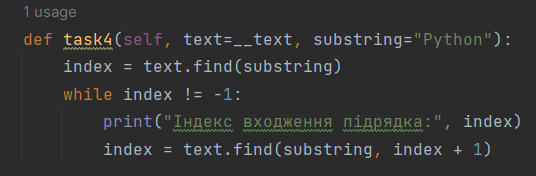 1 usage
def task4(self, text=__text, substring="Python"):
index = text.find(substring)
while index != -1:
print("Індекс входження підрядка:", index)
index = text.find(substring, index + 1)